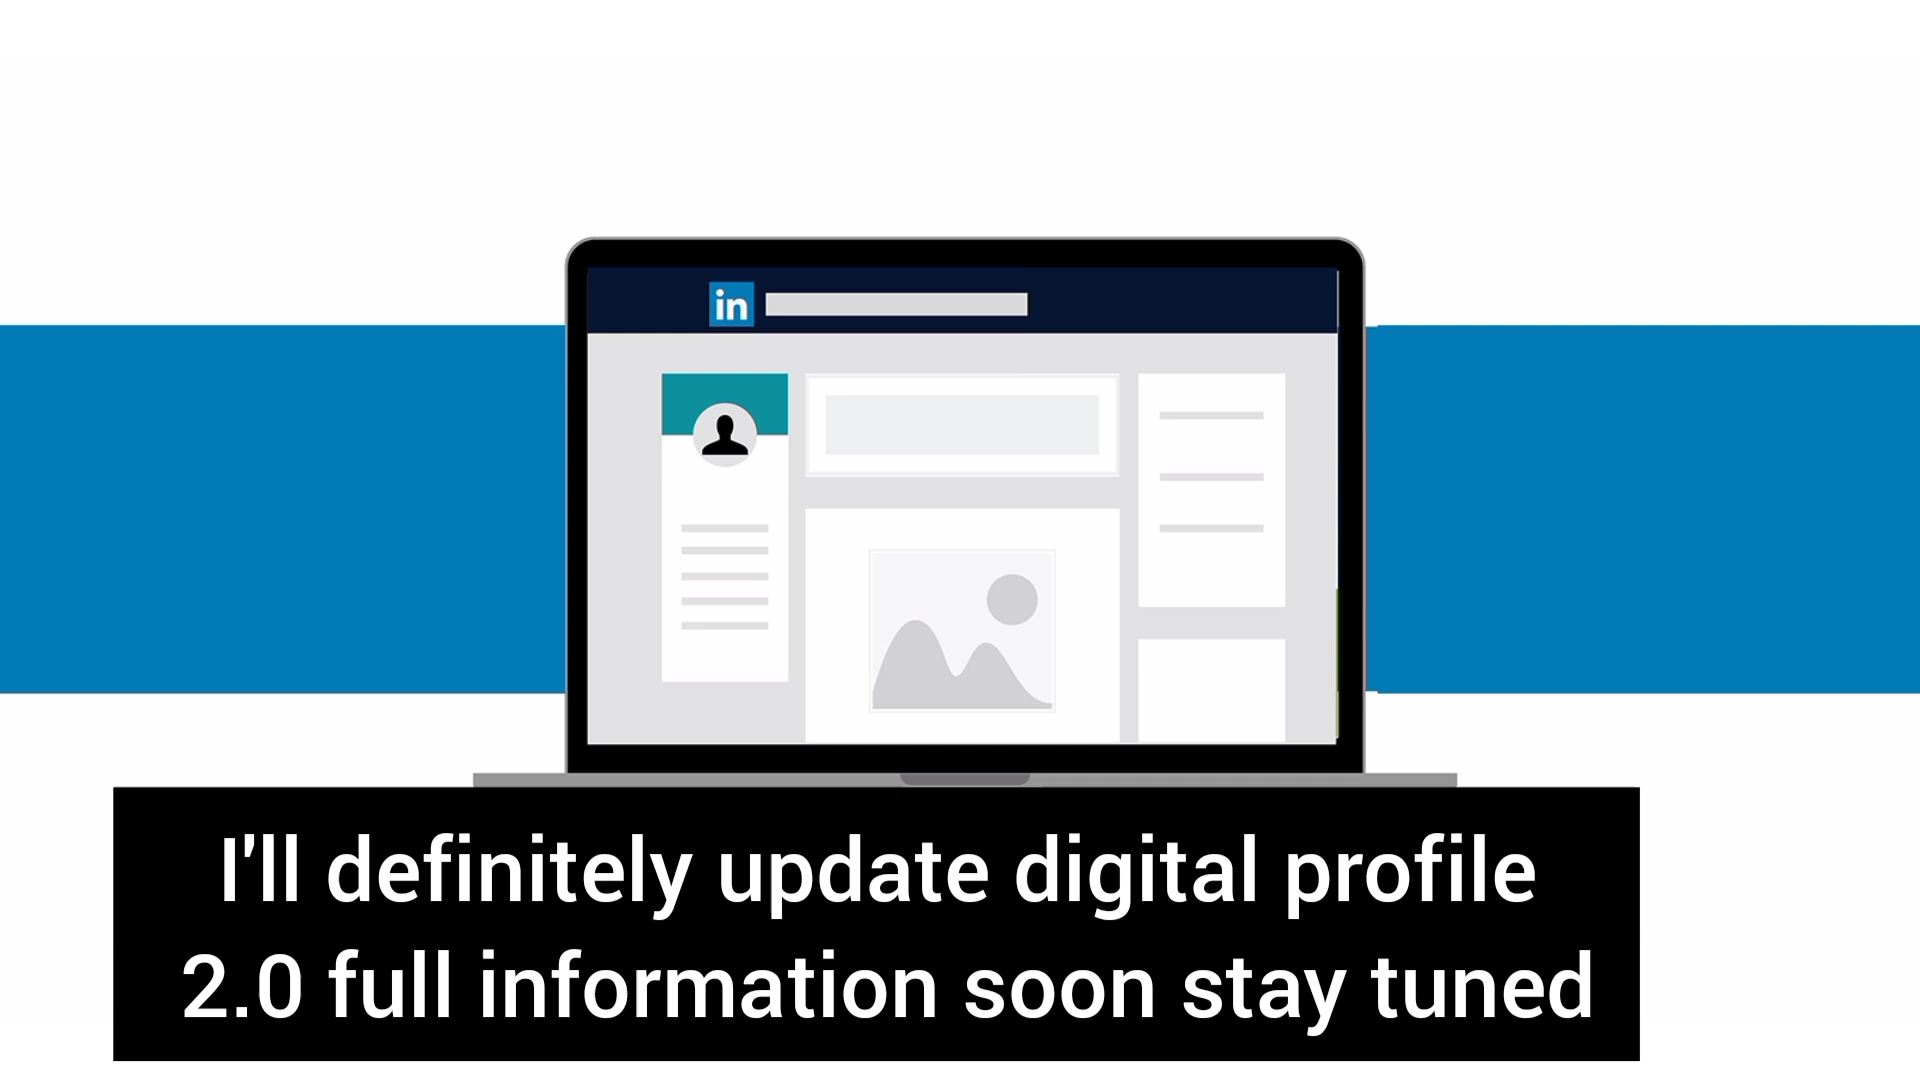 in
I'll definitely update digital profile
2.0 full information soon stay tuned